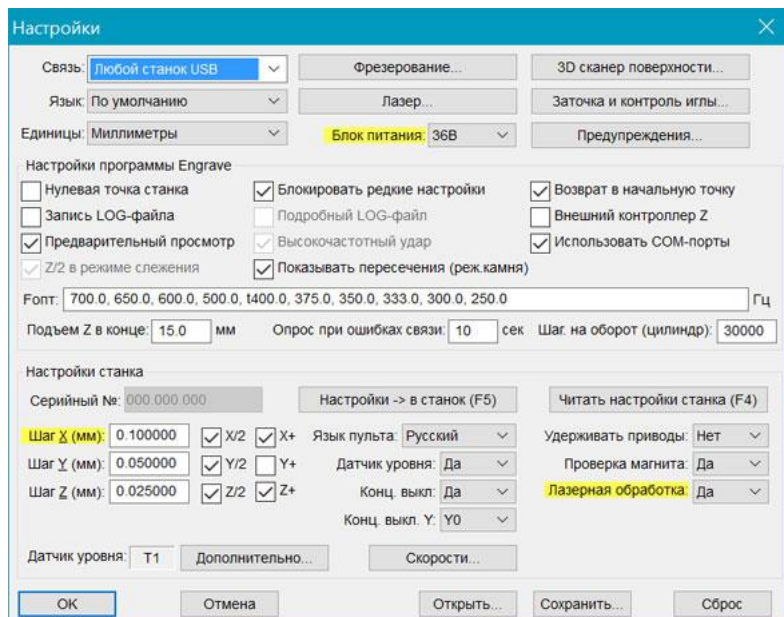 Настройки
Связь: Любой станок USB Фрезерование... 3D сканер поверхности...
Язык: По умолчанию Лазер... Заточка и контроль иглы...
Единицы: Миллиметры Блок питания: 36В Предупреждения...
Настройки программы Engrave
Нулевая точка станка Блокировать редкие настройки Возврат в начальную точку
Запись LOG-файла Подробный LOG-файл Внешний контроллер Z
Предварительный просмотр Высокочастотный удар Использовать COM-порты
Z/2 в режиме слежения Показывать пересечения (реж.камня)
Fопт: 700.0, 650.0, 600.0, 500.0, t400.0, 375.0, 350.0, 333.0, 300.0, 250.0 Гц
Подъем Z в конце: 15.0 мм Опрос при ошибках связи: 10 сек Шаг. на оборот (цилиндр): 30000
Настройки станка
Серийный №: 000.000.000 Настройки -> в станок (F5) Читать настройки станка (F4)
Шаг X (мм): 0.100000 X/2 X+ Язык пульта: Русский Удерживать приводы: Нет
Шаг Y (мм): 0.050000 Y/2 Y+ Датчик уровня: Да Проверка магнита: Да
Шаг Z (мм): 0.025000 Z/2 Z+ Конц. выкл: Да Лазерная обработка: Да
Конц. выкл. Y: Y0
Датчик уровня: T1 Дополнительно... Скорости...
OK Отмена Открыть... Сохранить... Сброс